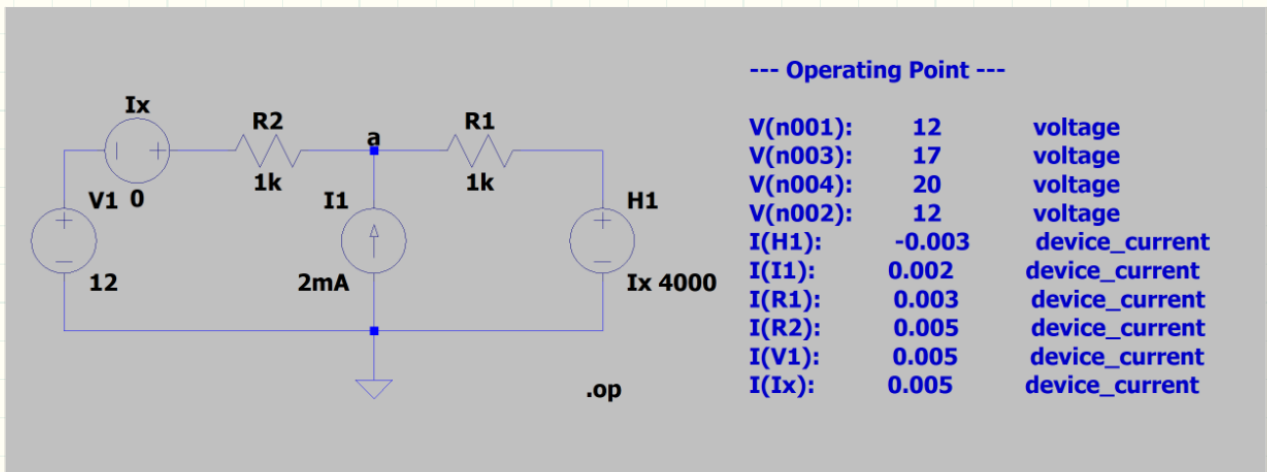 Ix
R2
a
R1
1k
1k
V1
0
I1
H1
12
2mA
Ix 4000
.op
--- Operating Point ---
V(n001): 12 voltage
V(n003): 17 voltage
V(n004): 20 voltage
V(n002): 12 voltage
I(H1): -0.003 device_current
I(I1): 0.002 device_current
I(R1): 0.003 device_current
I(R2): 0.005 device_current
I(V1): 0.005 device_current
I(Ix): 0.005 device_current